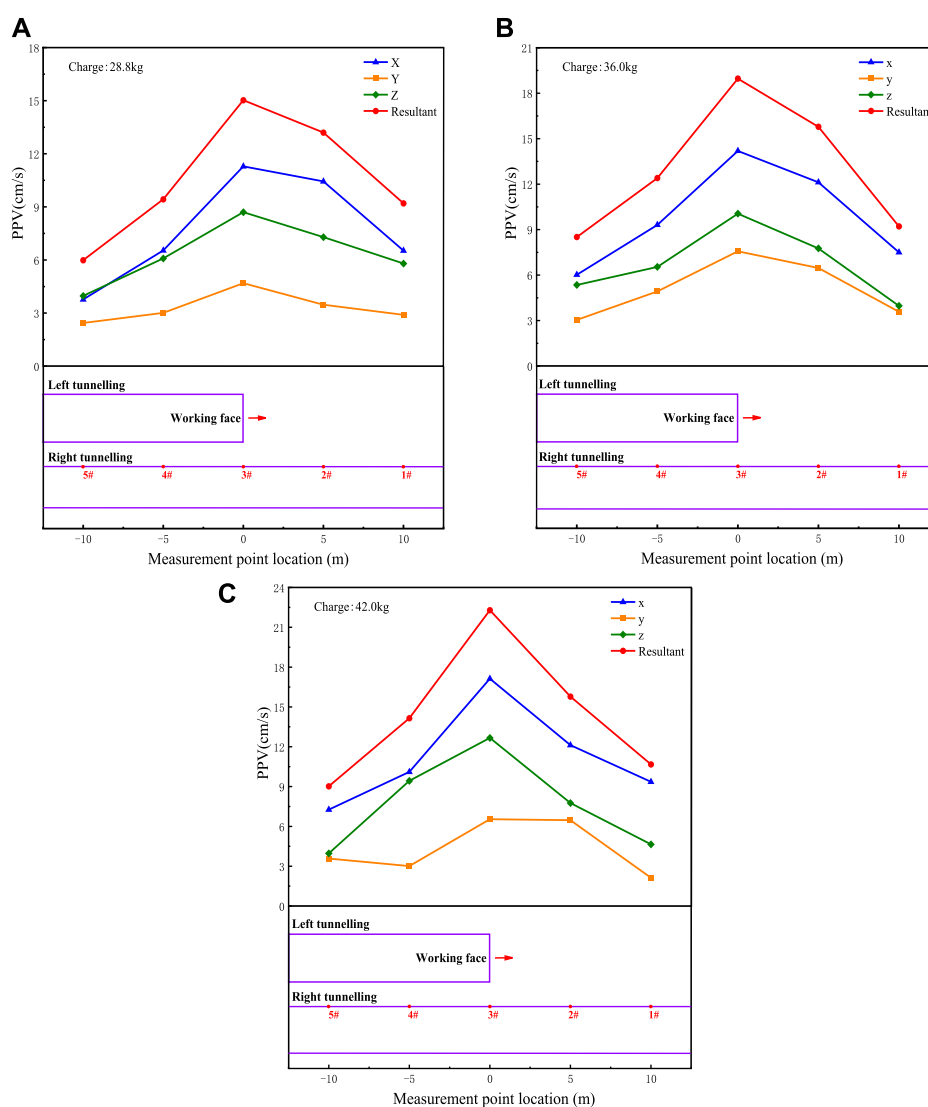 A
Charge:28.8kg
X
Y
Z
Resultant
18
15
12
9
6
3
0
PPV(cm/s)
Left tunnelling
Working face
Right tunnelling
5# 4# 3# 2# 1#
−10 −5 0 5 10
Measurement point location (m)
B
Charge:36.0kg
x
y
z
Resultant
21
18
15
12
9
6
3
0
PPV(cm/s)
Left tunnelling
Working face
Right tunnelling
5# 4# 3# 2# 1#
−10 −5 0 5 10
Measurement point location (m)
C
Charge:42.0kg
x
y
z
Resultant
24
21
18
15
12
9
6
3
0
PPV(cm/s)
Left tunnelling
Working face
Right tunnelling
5# 4# 3# 2# 1#
−10 −5 0 5 10
Measurement point location (m)